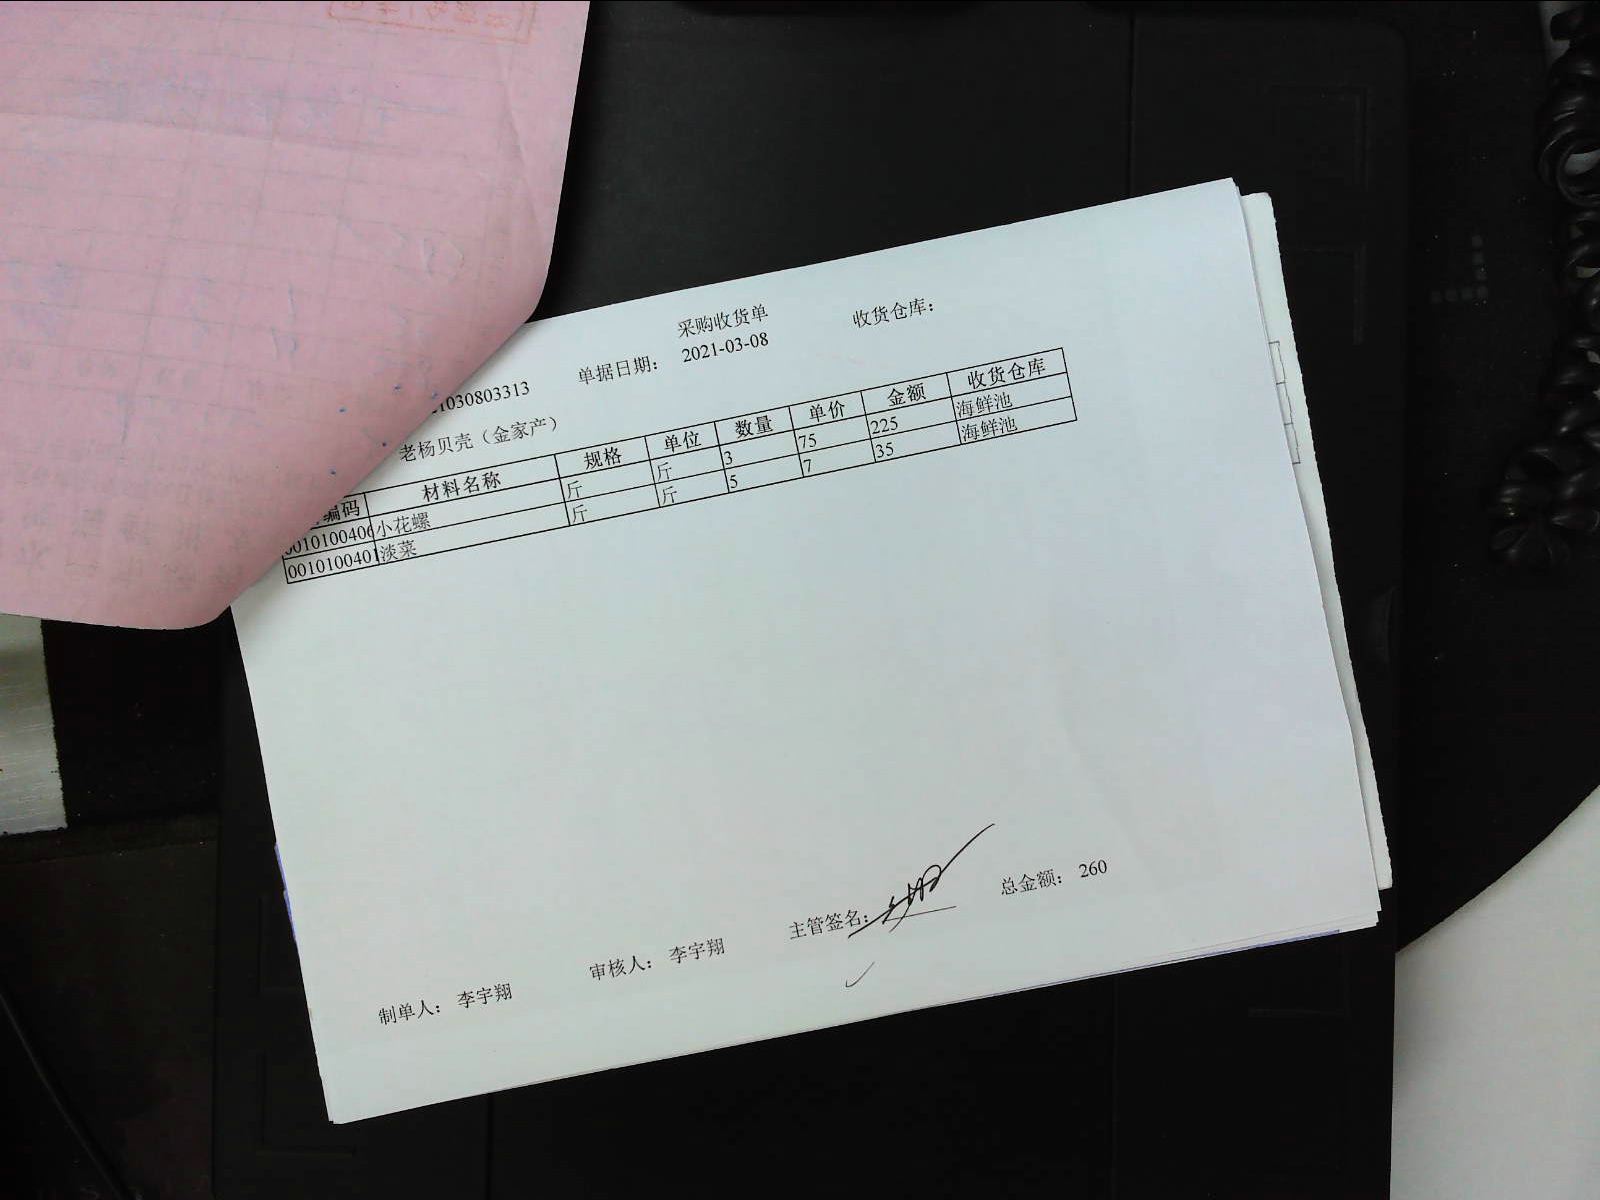 采购收货单 收货仓库：
1030803313 单据日期： 2021-03-08
老杨贝壳（金家产）
编码 材料名称 规格 单位 数量 单价 金额 收货仓库
0010100406 小花螺 斤 斤 3 75 225 海鲜池
001010040 淡菜 斤 斤 5 7 35 海鲜池
制单人： 李宇翔 审核人： 李宇翔 主管签名： 总金额： 260